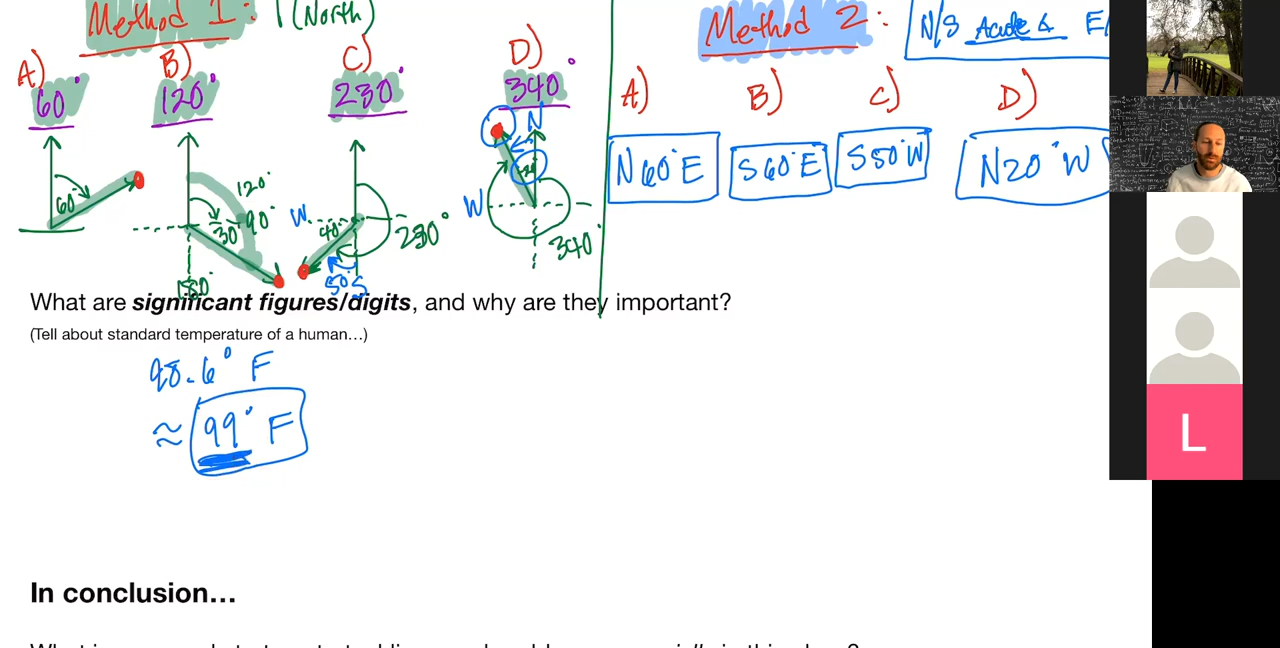 Method 1: (North)
Method 2: N/S Acute &
A) B) C) D)
60° 120° 230° 340°
A) B) C) D)
N60°E S60°E S50°W N20°W
60° 120° 90° 30° 180°
W 40° 230° 50° S
N W 20° 340°
What are significant figures/digits, and why are they important?
(Tell about standard temperature of a human...)
98.6° F
≈ 99° F
L
In conclusion...